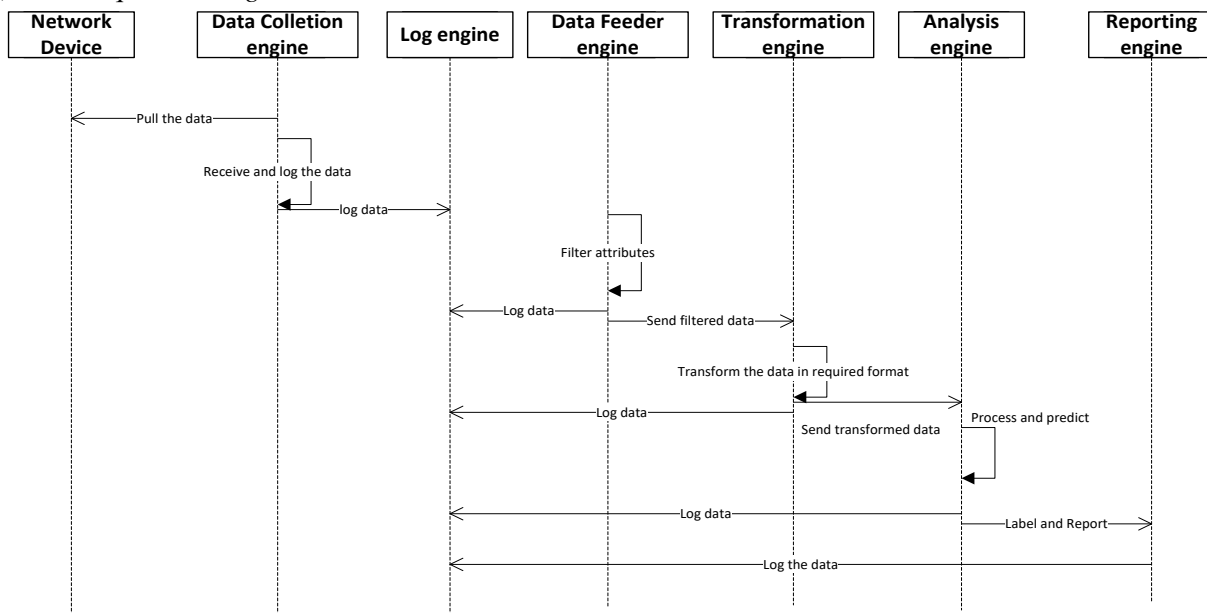 Network
Device
Data Colletion
engine
Log engine
Data Feeder
engine
Transformation
engine
Analysis
engine
Reporting
engine
Pull the data
Receive and log the data
log data
Filter attributes
Log data
Send filtered data
Transform the data in required format
Log data
Send transformed data
Process and predict
Log data
Label and Report
Log the data